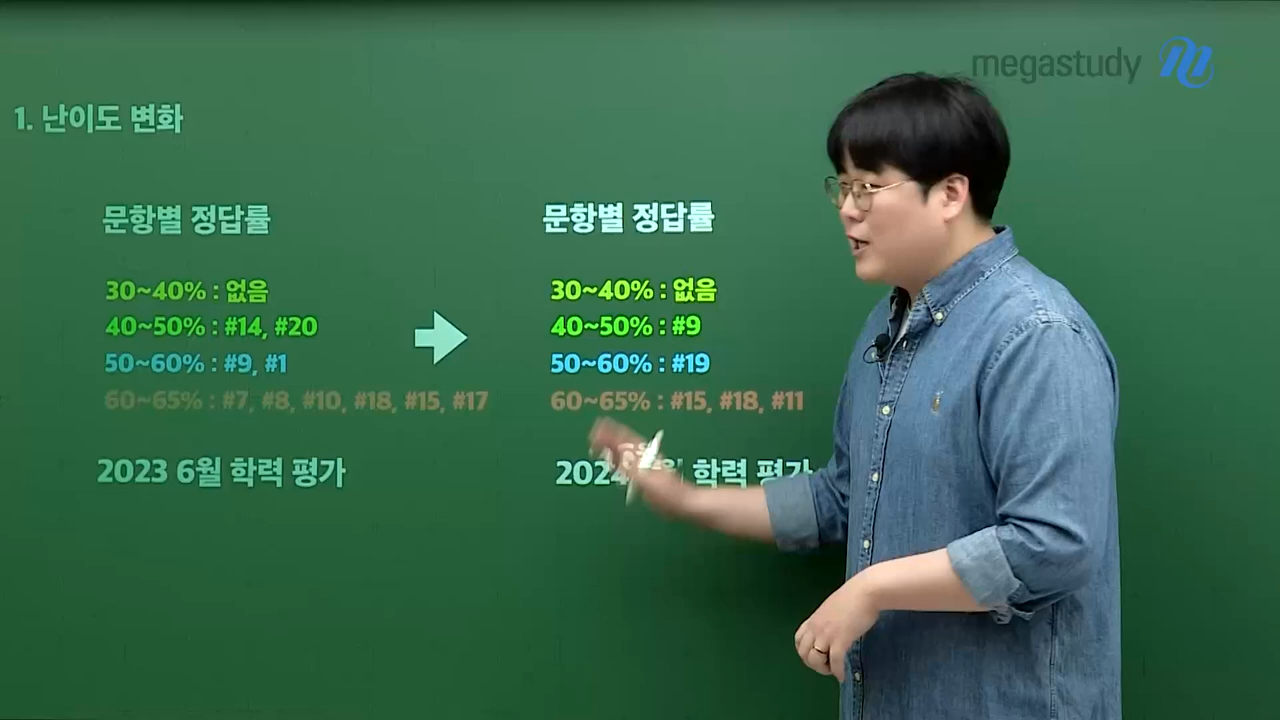 megastudy
1. 난이도 변화
문항별 정답률
30~40% : 없음
40~50% : #14, #20
50~60% : #9, #1
60~65% : #7, #8, #10, #18, #15, #17
2023 6월 학력 평가
문항별 정답률
30~40% : 없음
40~50% : #9
50~60% : #19
60~65% : #15, #18, #11
학력 평가